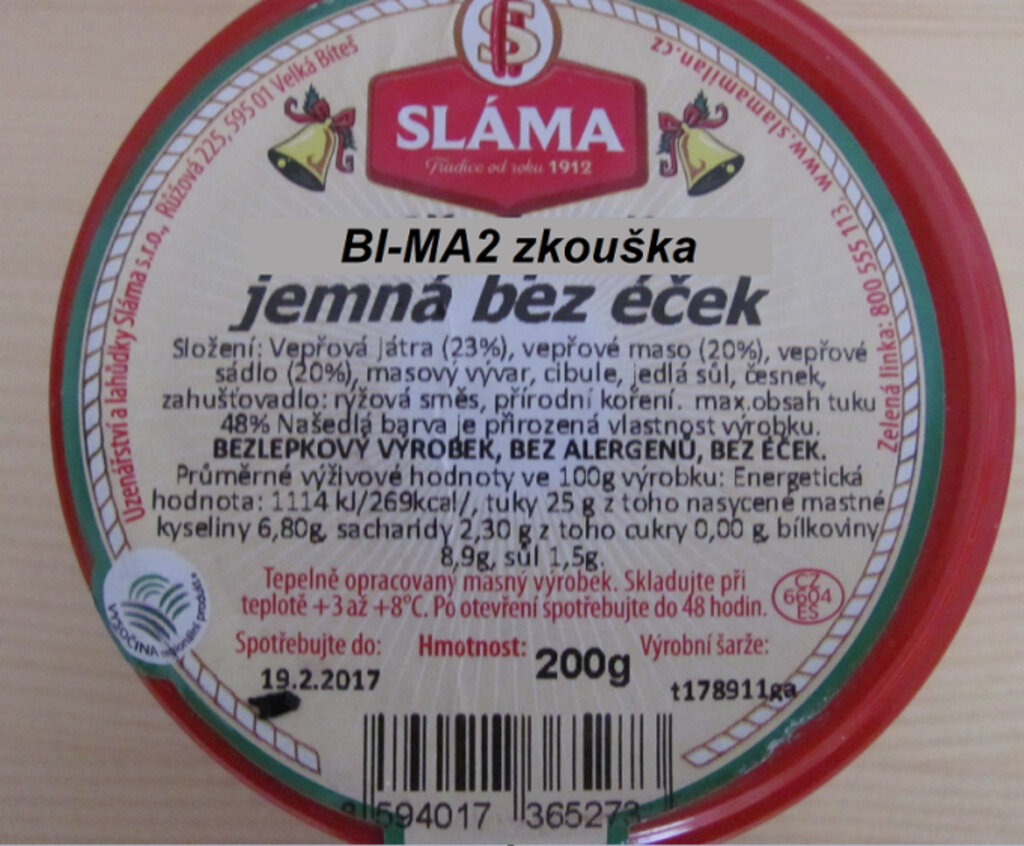 SLÁMA
Tradice od roku 1912
Uzenářství a lahůdky Sláma s.r.o., Růžová 225, 595 01 Velká Bíteš
Zelená linka: 800 555 113, www.slamamilan.cz
BI-MA2 zkouška
jemná bez éček
Složení: Vepřová játra (23%), vepřové maso (20%), vepřové
sádlo (20%), masový vývar, cibule, jedlá sůl, česnek,
zahušťovadlo: rýžová směs, přírodní koření. max.obsah tuku
48% Našedlá barva je přirozená vlastnost výrobku.
BEZLEPKOVÝ VÝROBEK, BEZ ALERGENŮ, BEZ ÉČEK.
Průměrné výživové hodnoty ve 100g výrobku: Energetická
hodnota: 1114 kJ/269kcal/, tuky 25 g z toho nasycené mastné
kyseliny 6,80g, sacharidy 2,30 g z toho cukry 0,00 g, bílkoviny
8,9g, sůl 1,5g.
Tepelně opracovaný masný výrobek. Skladujte při
teplotě +3 až +8°C. Po otevření spotřebujte do 48 hodin.
CZ
6604
ES
VYSOČINA regionální produkt
Spotřebujte do: Hmotnost: Výrobní šarže:
19.2.2017 200g t178911ga
8 594017 365273